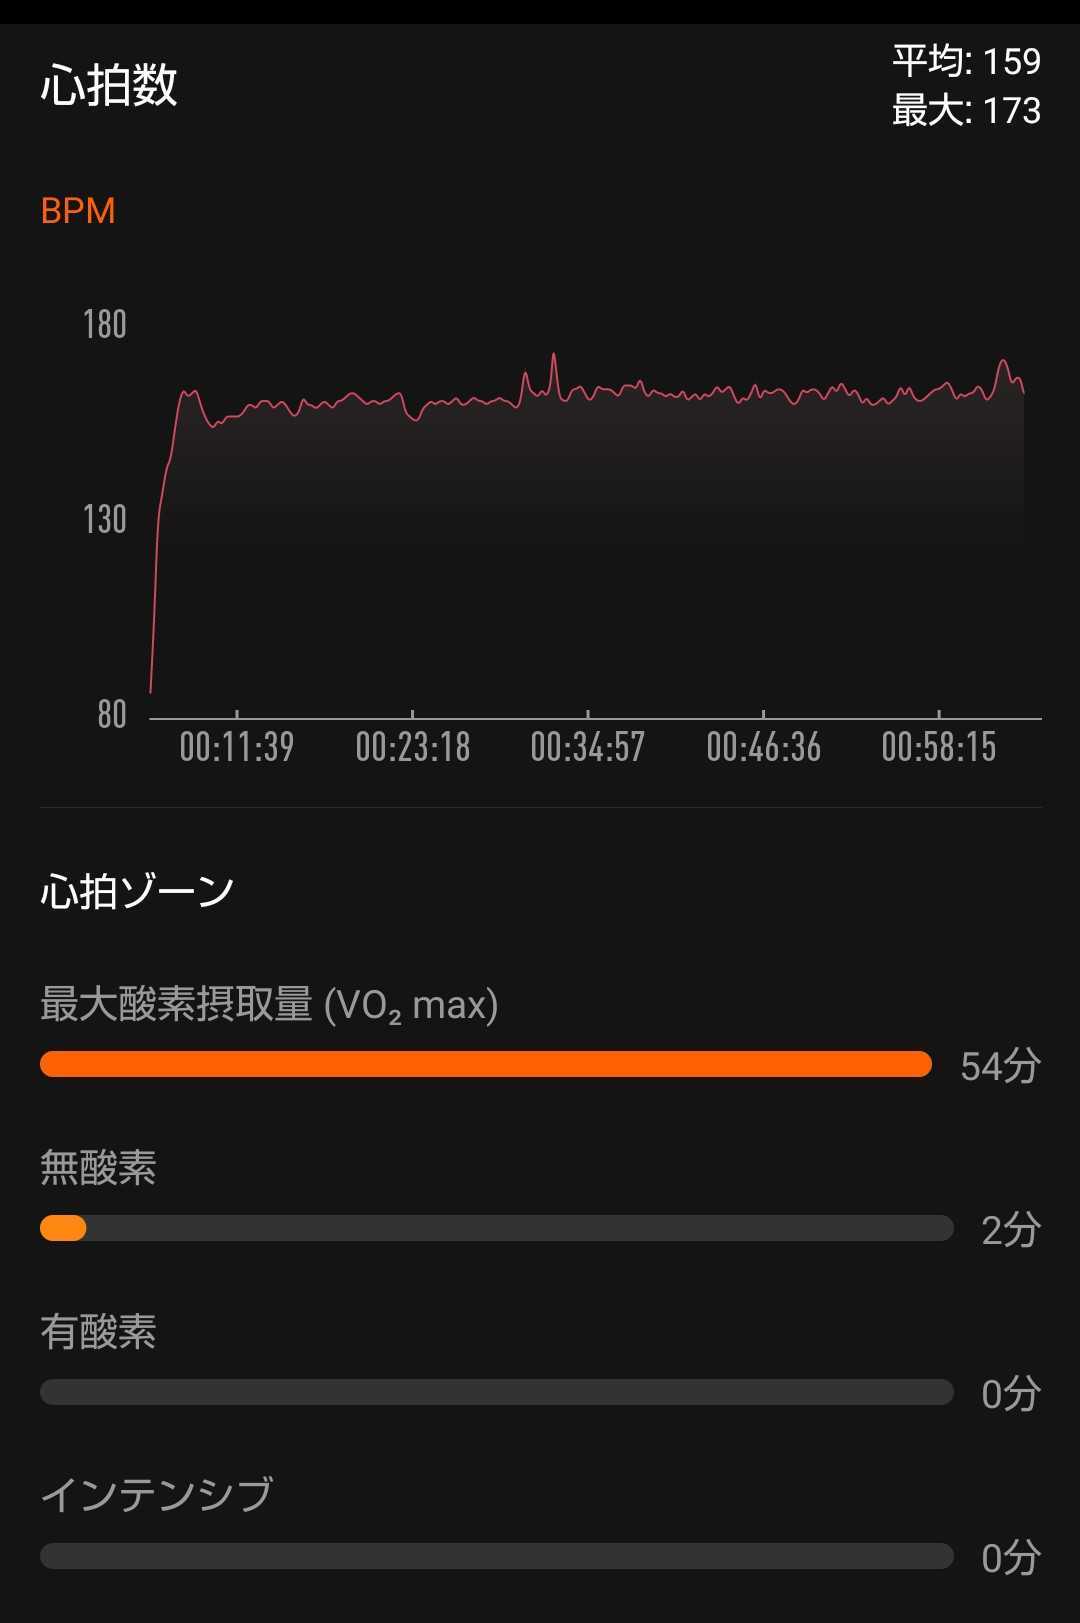 心拍数
平均: 159
最大: 173
BPM
180
130
80
00:11:39 00:23:18 00:34:57 00:46:36 00:58:15
心拍ゾーン
最大酸素摂取量 (VO₂ max)
54分
無酸素
2分
有酸素
0分
インテンシブ
0分